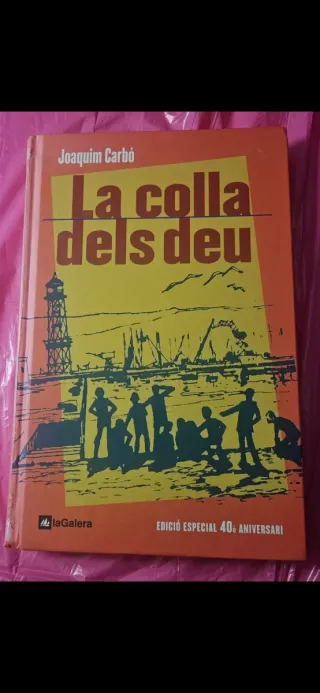 Joaquim Carbó
La colla
dels deu
laGalera
EDICIÓ ESPECIAL 40è ANIVERSARI